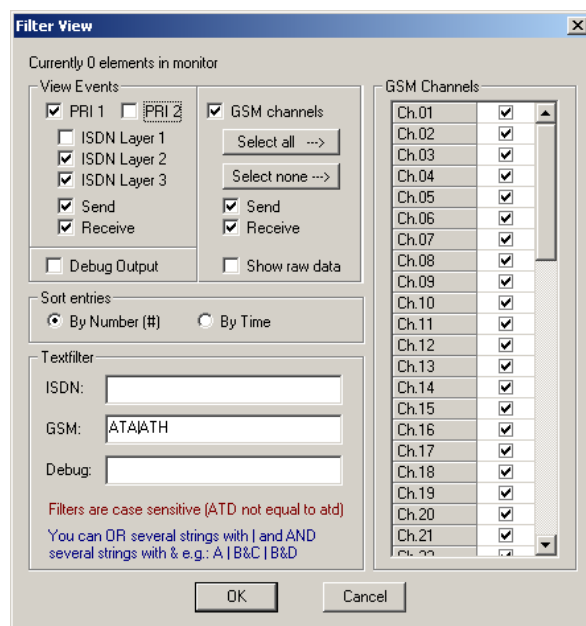 Filter View
Currently 0 elements in monitor
View Events
PRI 1
PRI 2
GSM channels
ISDN Layer 1
Select all --->
ISDN Layer 2
ISDN Layer 3
Select none --->
Send
Send
Receive
Receive
Debug Output
Show raw data
Sort entries
By Number (#)
By Time
Textfilter
ISDN:
GSM:
ATA|ATH
Debug:
Filters are case sensitive (ATD not equal to atd)
You can OR several strings with | and AND
several strings with & e.g.: A | B&C | B&D
GSM Channels
Ch.01
Ch.02
Ch.03
Ch.04
Ch.05
Ch.06
Ch.07
Ch.08
Ch.09
Ch.10
Ch.11
Ch.12
Ch.13
Ch.14
Ch.15
Ch.16
Ch.17
Ch.18
Ch.19
Ch.20
Ch.21
Ch.22
OK
Cancel